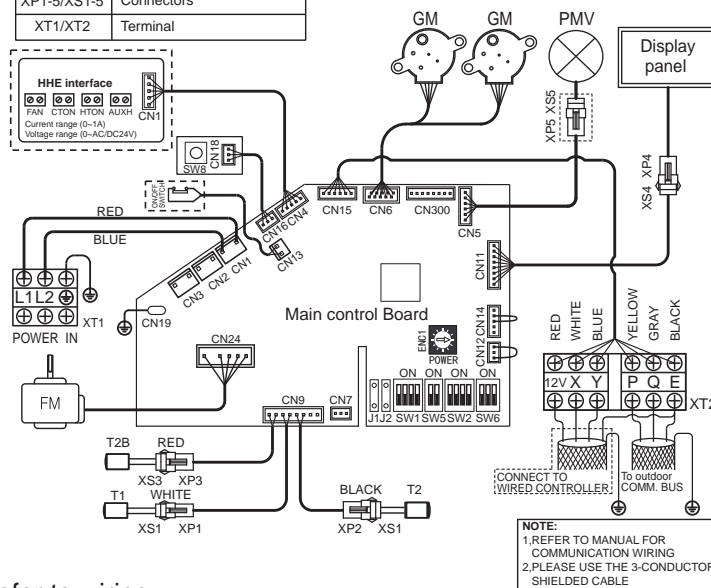 XP1-5/XS1-5 Connectors
XT1/XT2 Terminal
GM GM PMV
Display
panel
HHE interface
FAN CTON HTON AUXH
Current range (0~1A)
Voltage range (0~AC/DC24V)
CN1
CN18
SW8
ON/OFF
SWITCH
XP5 XS5
XS4 XP4
RED
BLUE
CN16
CN4
CN15 CN6 CN300
CN5
CN13
CN3 CN2 CN1
CN11
L1 L2
XT1
POWER IN
CN19
Main control Board
CN14
CN12
ENC1
POWER
CN24
FM
CN9 CN7
ON ON ON ON
J1 J2 SW1 SW5 SW2 SW6
RED WHITE BLUE YELLOW GRAY BLACK
12V X Y P Q E
XT2
CONNECT TO
WIRED CONTROLLER
To outdoor
COMM. BUS
T2B RED
XS3 XP3
T1 WHITE
XS1 XP1
BLACK T2
XP2 XS1
NOTE:
1,REFER TO MANUAL FOR
COMMUNICATION WIRING
2,PLEASE USE THE 3-CONDUCTOR
SHIELDED CABLE